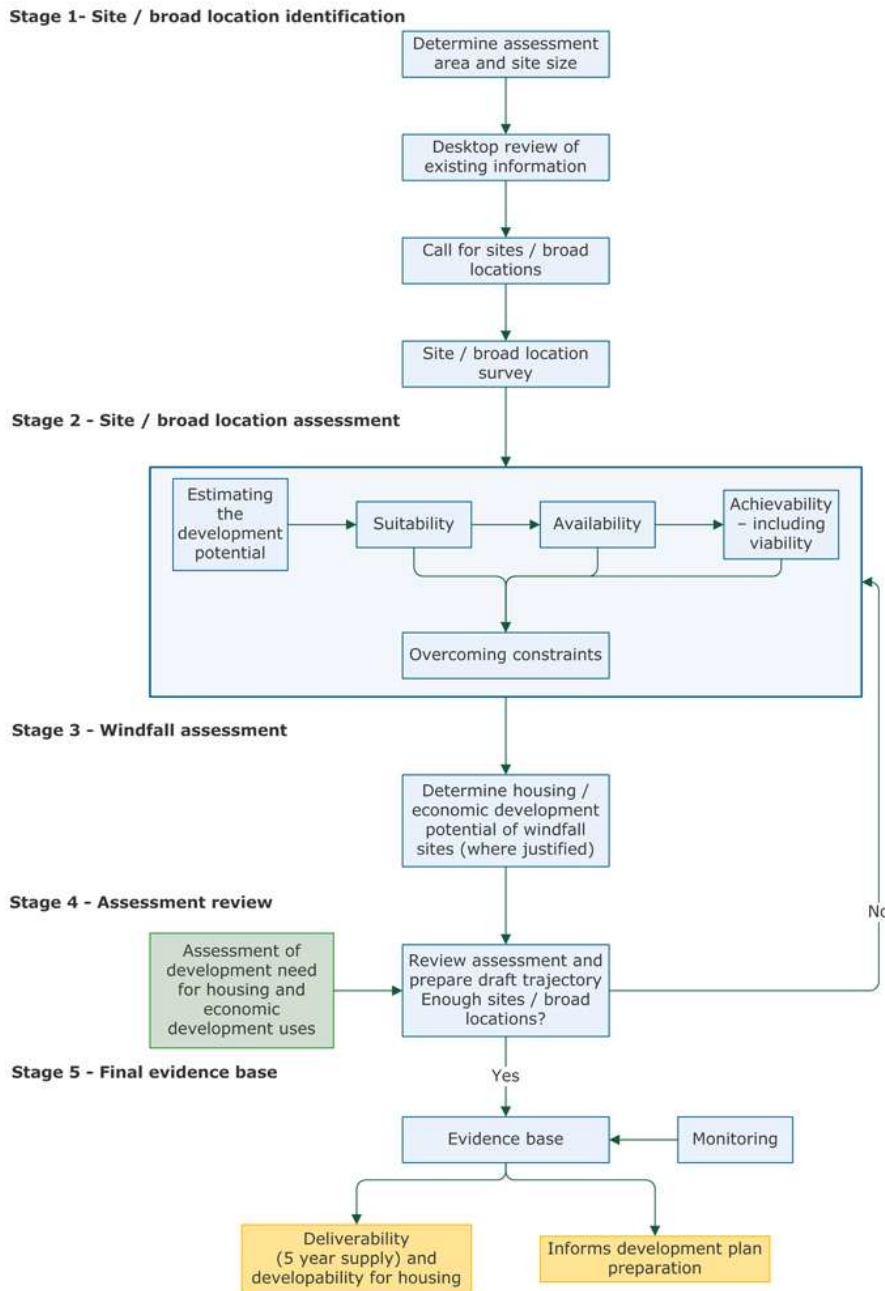 Stage 1- Site / broad location identification
Determine assessment
area and site size
Desktop review of
existing information
Call for sites / broad
locations
Site / broad location
survey
Stage 2 - Site / broad location assessment
Estimating
the
development
potential
Suitability
Availability
Achievability
– including
viability
Overcoming constraints
Stage 3 - Windfall assessment
Determine housing /
economic development
potential of windfall
sites (where justified)
Stage 4 - Assessment review
No
Assessment of
development need
for housing and
economic
development uses
Review assessment and
prepare draft trajectory
Enough sites / broad
locations?
Stage 5 - Final evidence base
Yes
Evidence base
Monitoring
Deliverability
(5 year supply) and
developability for housing
Informs development plan
preparation